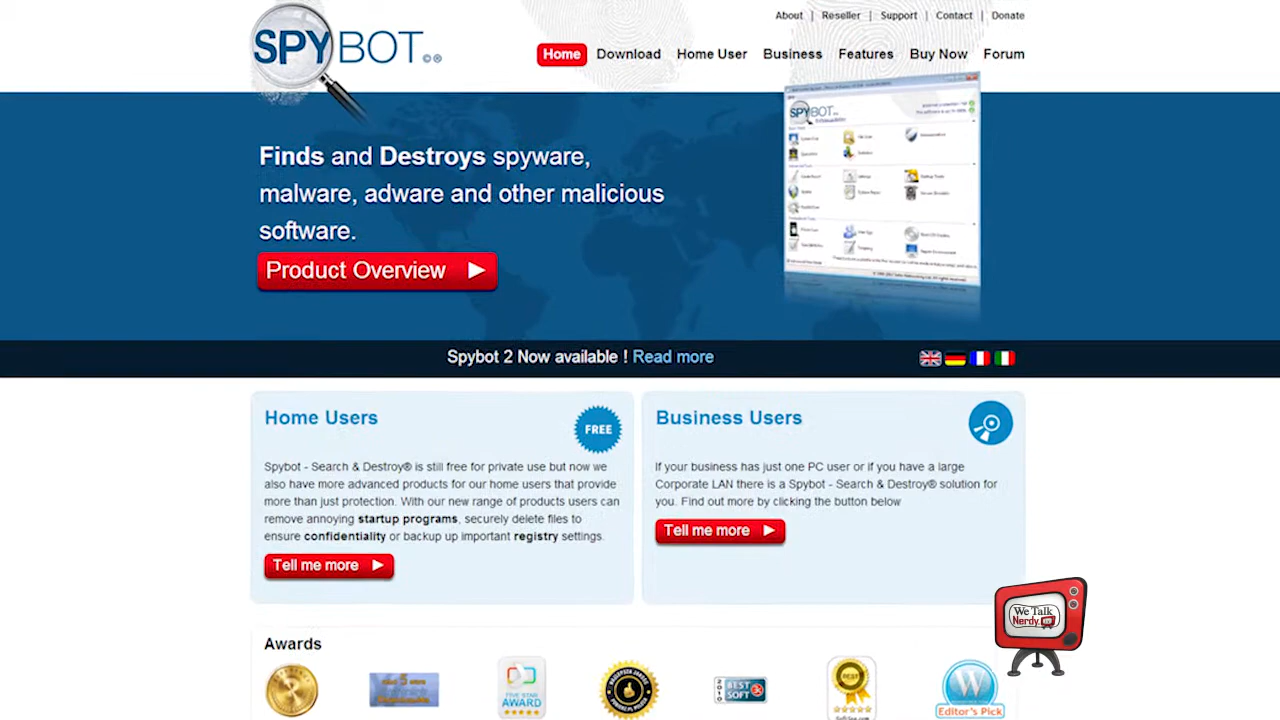 About | Reseller | Support | Contact | Donate
SPYBOT
Home Download Home User Business Features Buy Now Forum
SPYBOT
Finds and Destroys spyware,
malware, adware and other malicious
software.
Product Overview
Spybot 2 Now available ! Read more
Home Users
FREE
Spybot - Search & Destroy® is still free for private use but now we
also have more advanced products for our home users that provide
more than just protection. With our new range of products users can
remove annoying startup programs, securely delete files to
ensure confidentiality or backup up important registry settings.
Tell me more
Business Users
If your business has just one PC user or if you have a large
Corporate LAN there is a Spybot - Search & Destroy® solution for
you. Find out more by clicking the button below
Tell me more
We Talk
Nerdy
Awards
FIVE STAR
AWARD
2010
BEST
SOFT
BEST
W
Editor's Pick